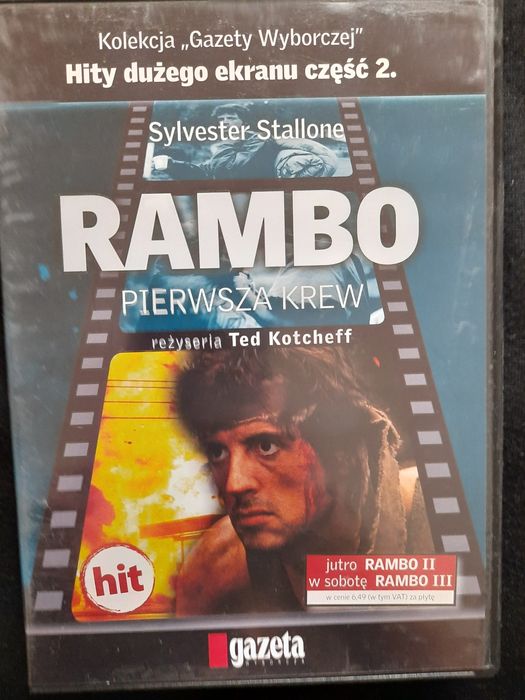 Kolekcja „Gazety Wyborczej”
Hity dużego ekranu część 2.
Sylvester Stallone
RAMBO
PIERWSZA KREW
reżyseria Ted Kotcheff
hit
jutro RAMBO II
w sobotę RAMBO III
w cenie 6,49 (w tym VAT) za płytę
gazeta
WYBORCZA